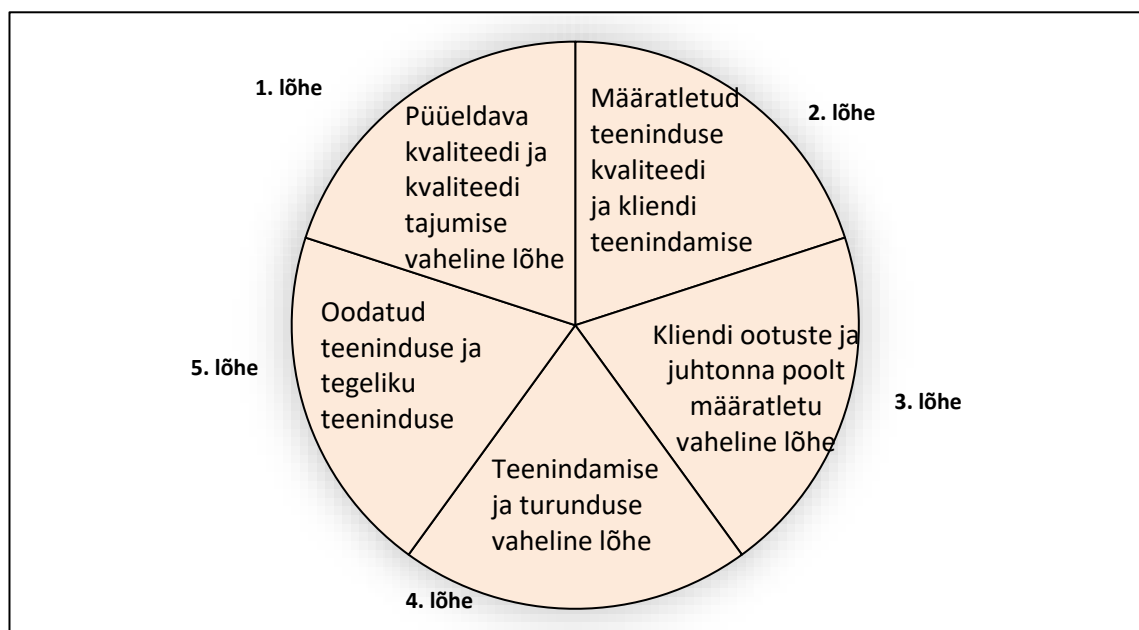 1. lõhe
Püüeldava
kvaliteedi ja
kvaliteedi
tajumise
vaheline lõhe
2. lõhe
Määratletud
teeninduse
kvaliteedi
ja kliendi
teenindamise
3. lõhe
Kliendi ootuste ja
juhtonna poolt
määratletu
vaheline lõhe
4. lõhe
Teenindamise
ja turunduse
vaheline lõhe
5. lõhe
Oodatud
teeninduse ja
tegeliku
teeninduse